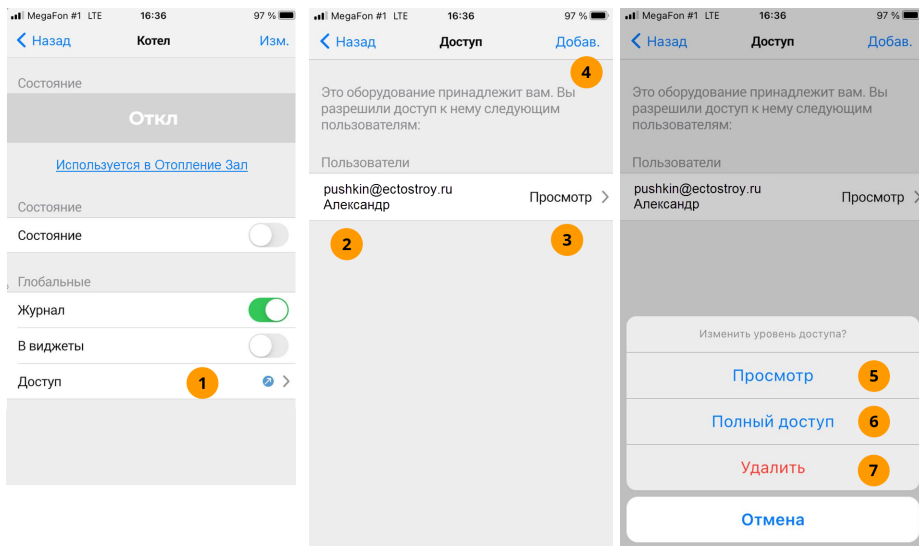 MegaFon #1 LTE 16:36 97 %
Назад Котел Изм.
Состояние
Откл
Используется в Отопление Зал
Состояние
Состояние
Глобальные
Журнал
В виджеты
Доступ 1
MegaFon #1 LTE 16:36 97 %
Назад Доступ Добав.
4
Это оборудование принадлежит вам. Вы
разрешили доступ к нему следующим
пользователям:
Пользователи
pushkin@ectostroy.ru
Александр
Просмотр
2 3
MegaFon #1 LTE 16:36 97 %
Назад Доступ Добав.
Это оборудование принадлежит вам. Вы
разрешили доступ к нему следующим
пользователям:
Пользователи
pushkin@ectostroy.ru
Александр
Просмотр
Изменить уровень доступа?
Просмотр 5
Полный доступ 6
Удалить 7
Отмена